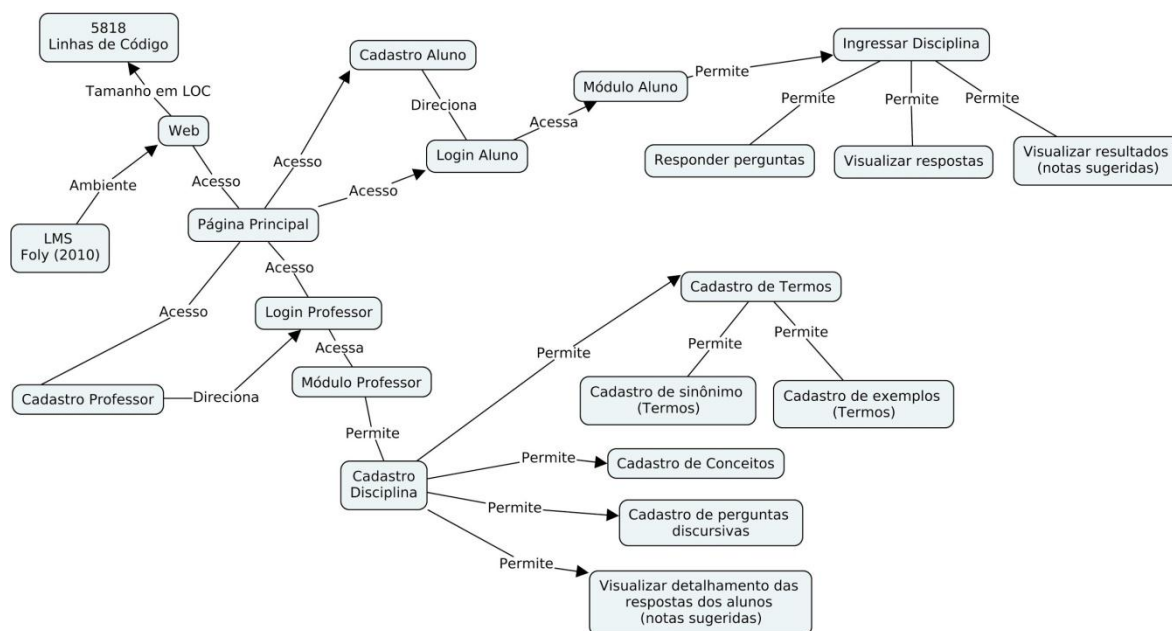 5818
Linhas de Código
Tamanho em LOC
Web
Ambiente
LMS
Foly (2010)
Acesso
Página Principal
Acesso
Cadastro Aluno
Direciona
Acesso
Login Aluno
Acessa
Módulo Aluno
Permite
Ingressar Disciplina
Permite
Permite
Permite
Responder perguntas
Visualizar respostas
Visualizar resultados
(notas sugeridas)
Acesso
Cadastro Professor
Direciona
Acesso
Login Professor
Acessa
Módulo Professor
Permite
Cadastro
Disciplina
Permite
Cadastro de Termos
Permite
Permite
Cadastro de sinônimo
(Termos)
Cadastro de exemplos
(Termos)
Permite
Cadastro de Conceitos
Permite
Cadastro de perguntas
discursivas
Permite
Visualizar detalhamento das
respostas dos alunos
(notas sugeridas)